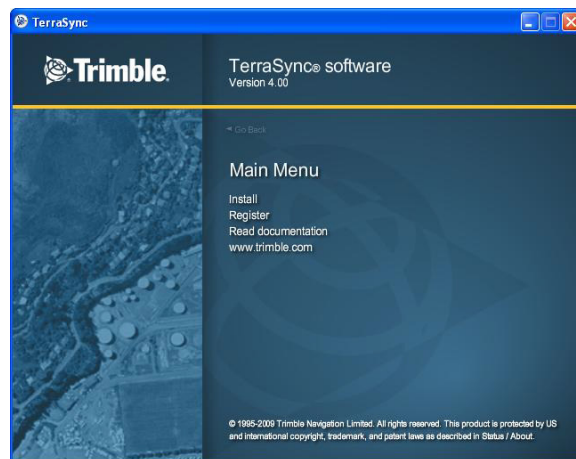 TerraSync
Trimble.
TerraSync® software
Version 4.00
Go Back
Main Menu
Install
Register
Read documentation
www.trimble.com
© 1995-2009 Trimble Navigation Limited. All rights reserved. This product is protected by US
and international copyright, trademark, and patent laws as described in Status / About.